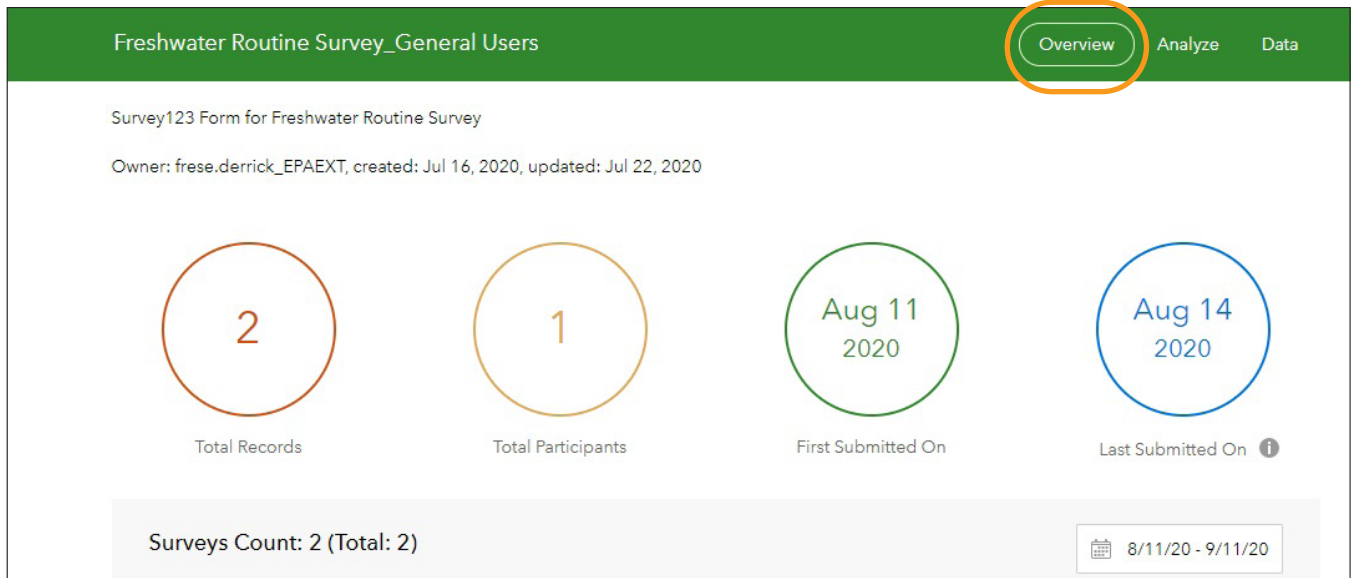 Freshwater Routine Survey_General Users
Overview Analyze Data
Survey123 Form for Freshwater Routine Survey
Owner: frese.derrick_EPAEXT, created: Jul 16, 2020, updated: Jul 22, 2020
2
Total Records
1
Total Participants
Aug 11
2020
First Submitted On
Aug 14
2020
Last Submitted On
Surveys Count: 2 (Total: 2)
8/11/20 - 9/11/20